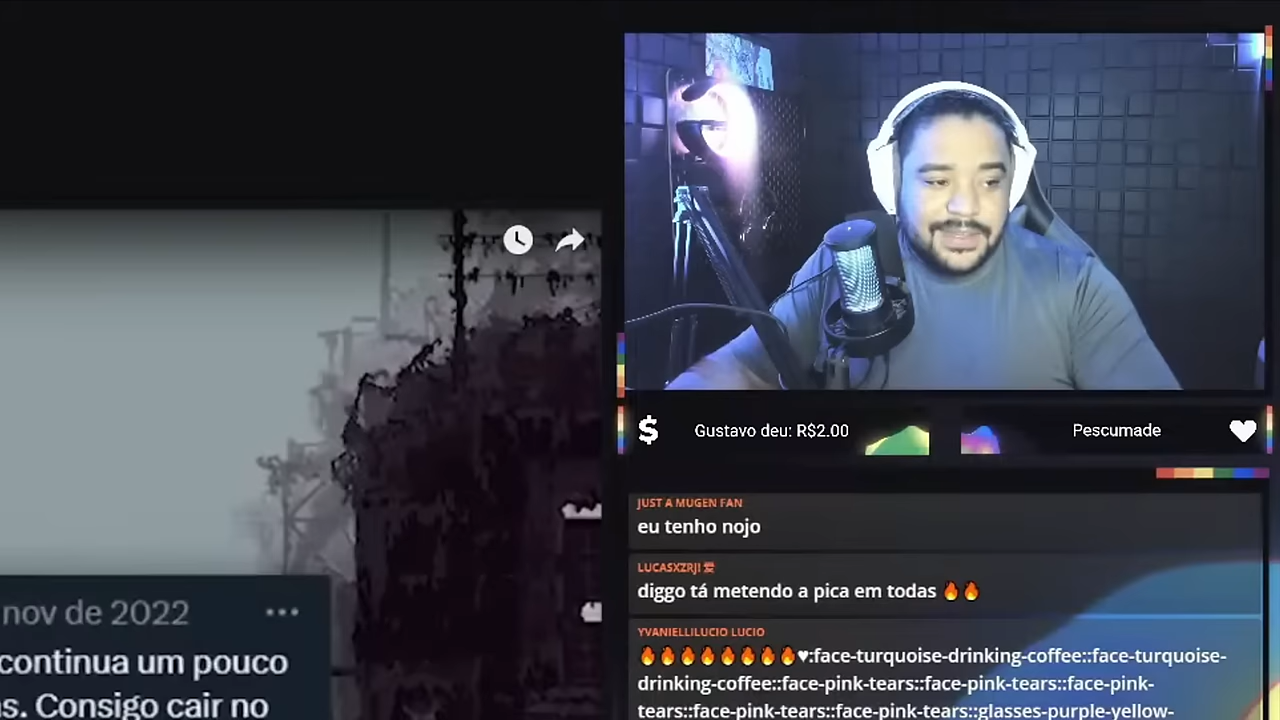 nov de 2022
continua um pouco
s. Consigo cair no
$ Gustavo deu: R$2.00
Pescumade
JUST A MUGEN FAN
eu tenho nojo
LUCASXZRJI 爱
diggo tá metendo a pica em todas 🔥🔥
YVANIELLILUCIO LUCIO
🔥🔥🔥🔥🔥🔥🔥🔥♥:face-turquoise-drinking-coffee::face-turquoise-
drinking-coffee::face-pink-tears::face-pink-tears::face-pink-
tears::face-pink-tears::face-pink-tears::glasses-purple-yellow-